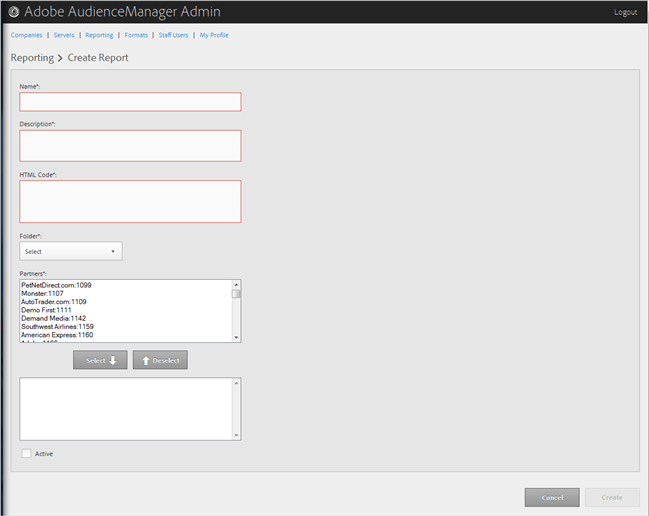 Adobe AudienceManager Admin
Logout
Companies | Servers | Reporting | Formats | Staff Users | My Profile
Reporting > Create Report
Name*:
Description*:
HTML Code*:
Folder*:
Select
Partners*:
PetNetDirect.com:1099
Monster:1107
AutoTrader.com:1109
Demo First:1111
Demand Media:1142
Southwest Airlines:1159
American Express:1160
Select
Deselect
Active
Cancel
Create